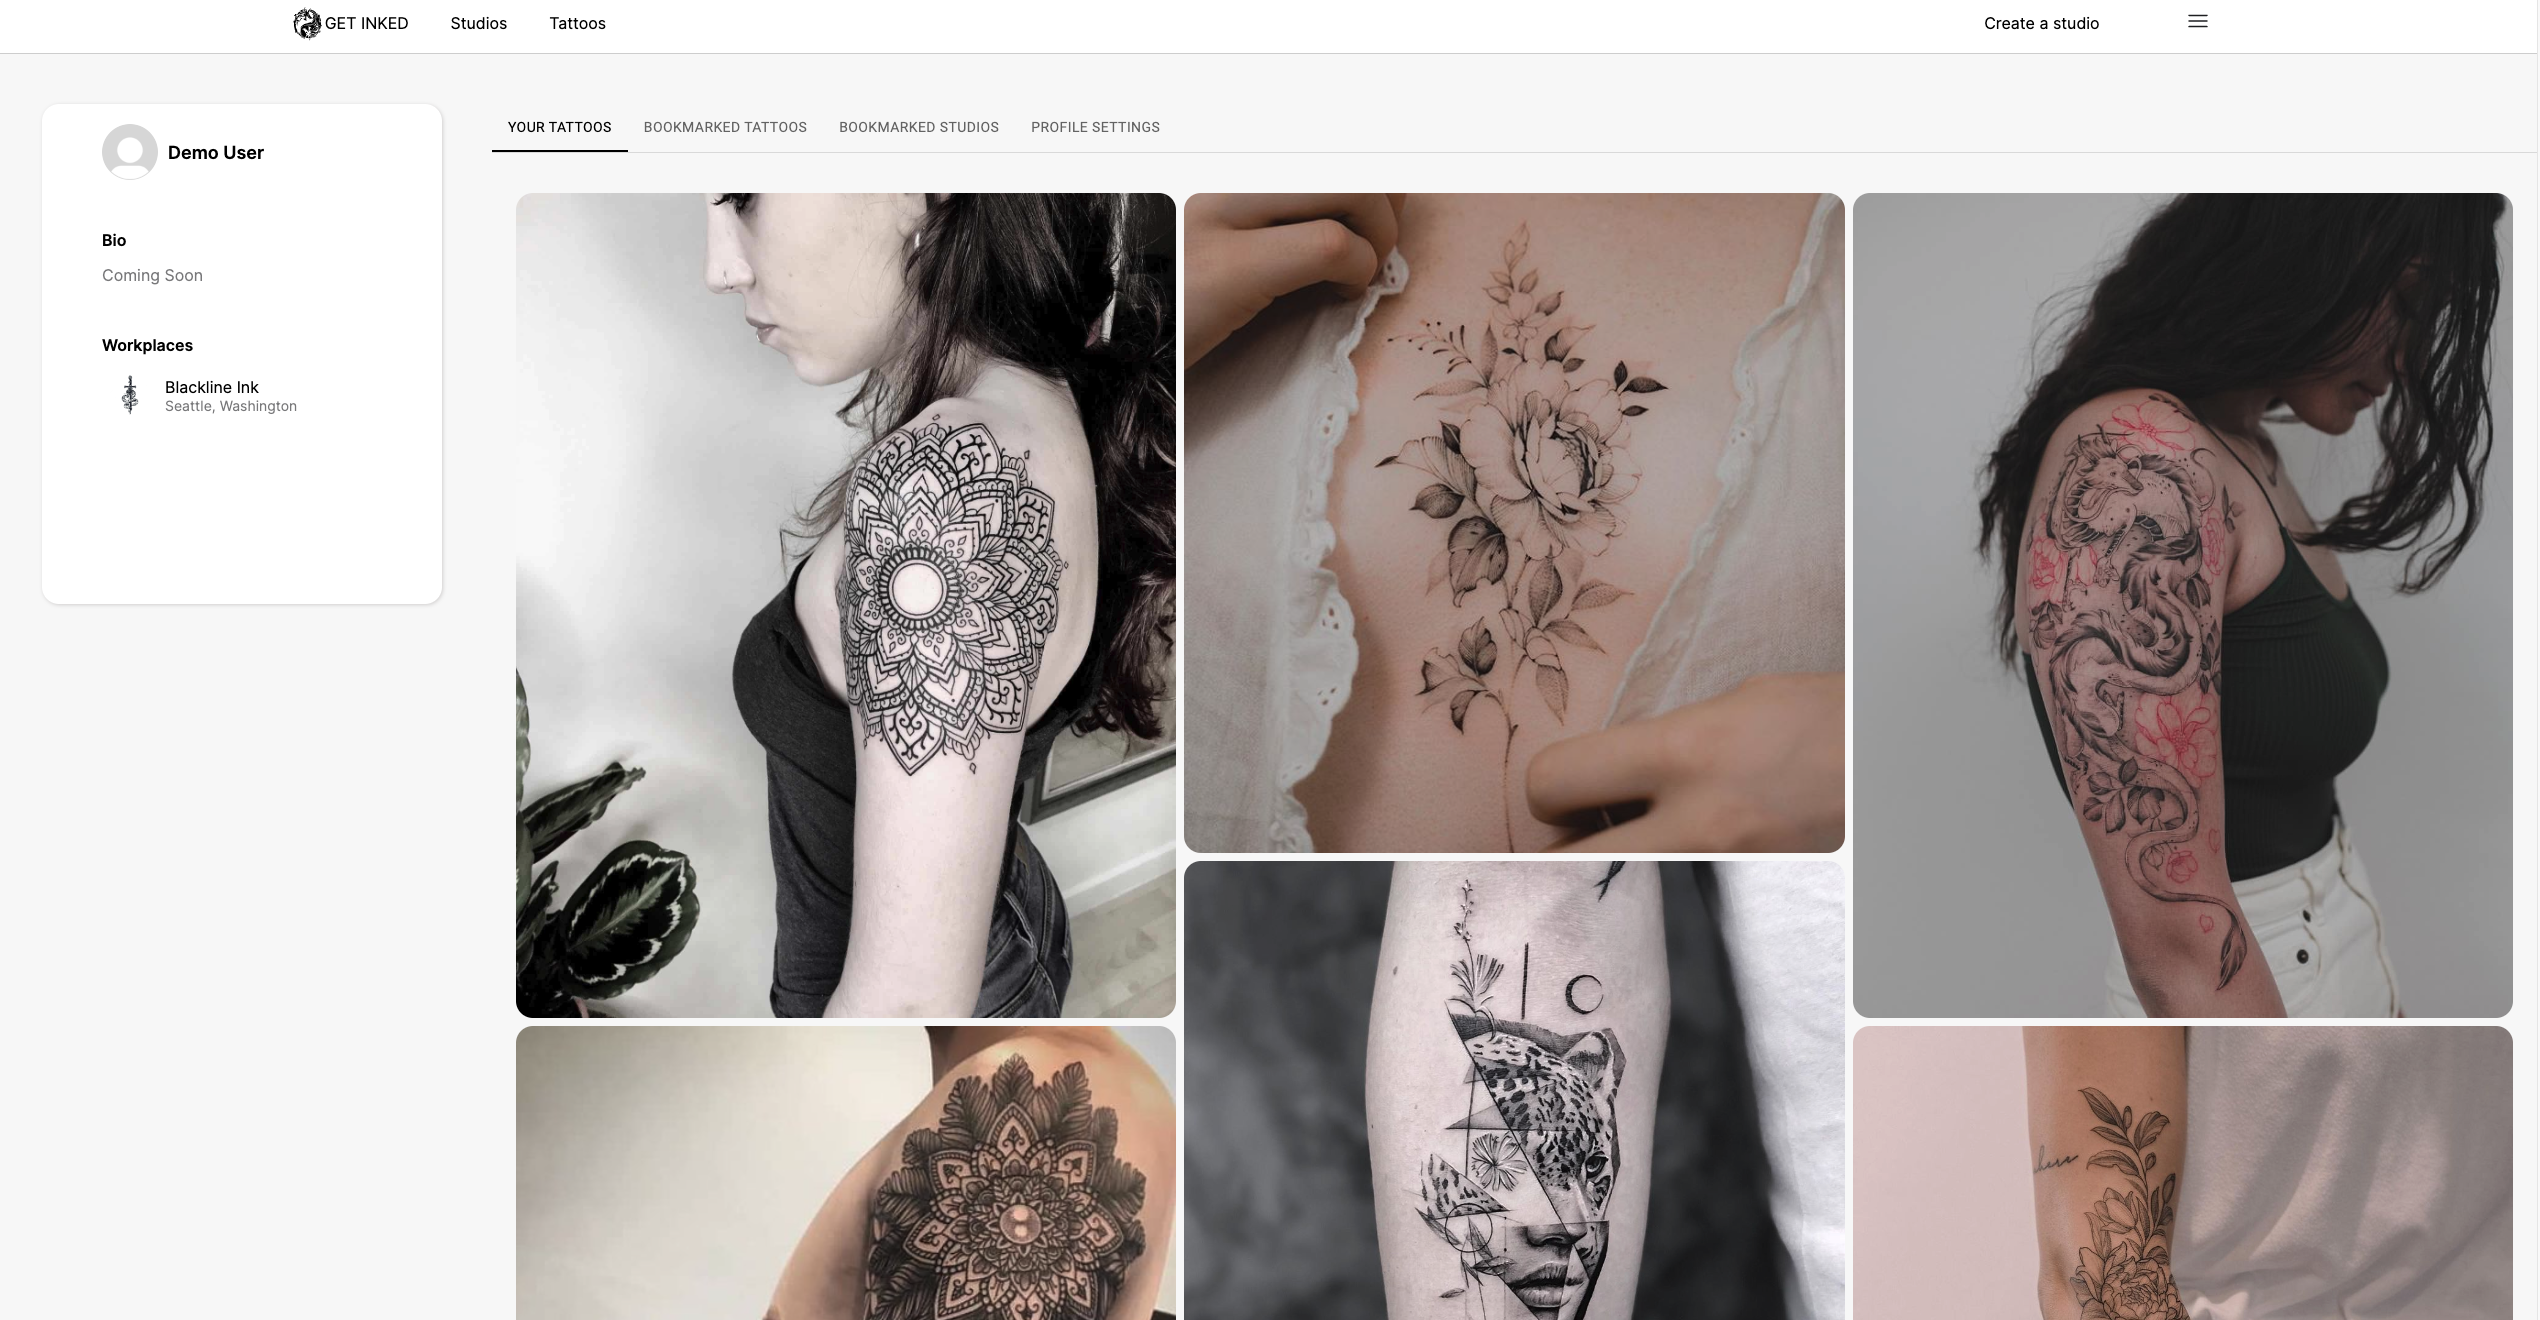 GET INKED
Studios
Tattoos
Create a studio
Demo User
Bio
Coming Soon
Workplaces
Blackline Ink
Seattle, Washington
YOUR TATTOOS
BOOKMARKED TATTOOS
BOOKMARKED STUDIOS
PROFILE SETTINGS